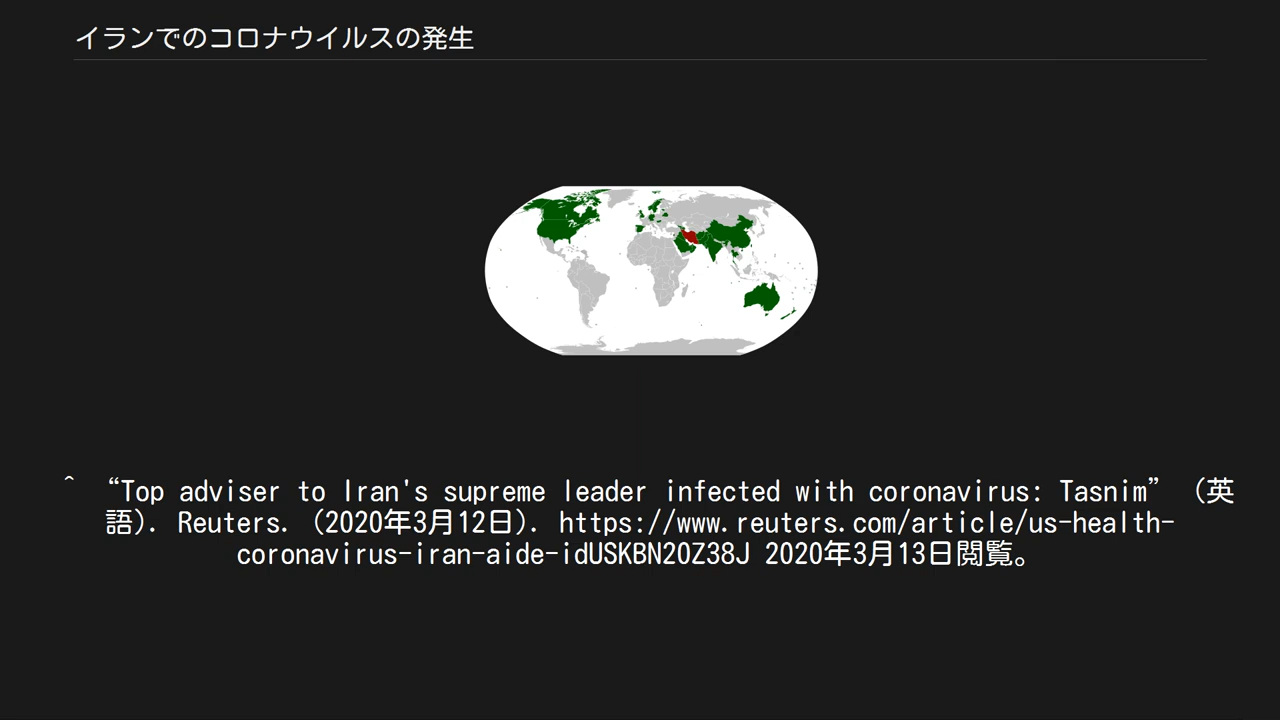 イランでのコロナウイルスの発生
^ “Top adviser to Iran's supreme leader infected with coronavirus: Tasnim” (英
語). Reuters. (2020年3月12日). https://www.reuters.com/article/us-health-
coronavirus-iran-aide-idUSKBN20Z38J 2020年3月13日閲覧。